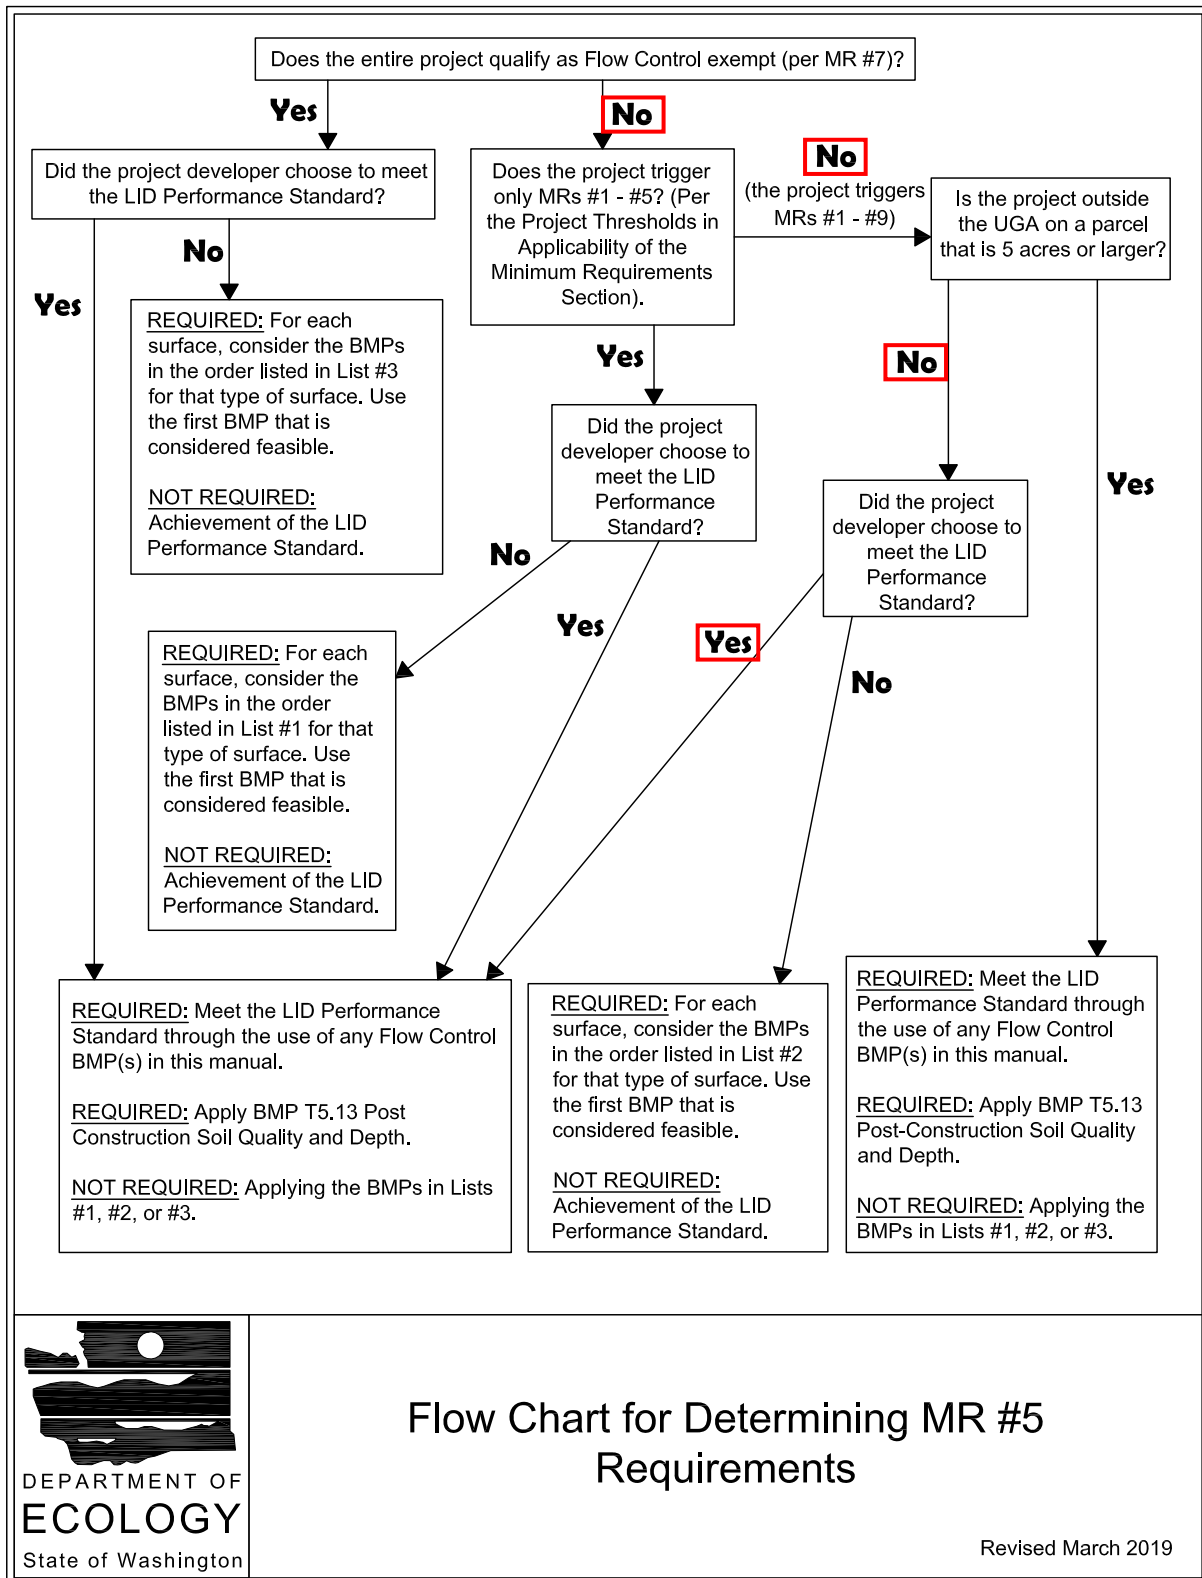 Does the entire project qualify as Flow Control exempt (per MR #7)?
Yes
No
Did the project developer choose to meet
the LID Performance Standard?
Does the project trigger
only MRs #1 - #5? (Per
the Project Thresholds in
Applicability of the
Minimum Requirements
Section).
No
(the project triggers
MRs #1 - #9)
Is the project outside
the UGA on a parcel
that is 5 acres or larger?
No
Yes
REQUIRED: For each
surface, consider the BMPs
in the order listed in List #3
for that type of surface. Use
the first BMP that is
considered feasible.
NOT REQUIRED:
Achievement of the LID
Performance Standard.
Yes
No
Yes
Did the project
developer choose to
meet the LID
Performance
Standard?
Did the project
developer choose to
meet the LID
Performance
Standard?
No
Yes
Yes
No
REQUIRED: For each
surface, consider the
BMPs in the order
listed in List #1 for that
type of surface. Use
the first BMP that is
considered feasible.
NOT REQUIRED:
Achievement of the LID
Performance Standard.
REQUIRED: Meet the LID Performance
Standard through the use of any Flow Control
BMP(s) in this manual.
REQUIRED: Apply BMP T5.13 Post
Construction Soil Quality and Depth.
NOT REQUIRED: Applying the BMPs in Lists
#1, #2, or #3.
REQUIRED: For each
surface, consider the BMPs
in the order listed in List #2
for that type of surface. Use
the first BMP that is
considered feasible.
NOT REQUIRED:
Achievement of the LID
Performance Standard.
REQUIRED: Meet the LID
Performance Standard through
the use of any Flow Control
BMP(s) in this manual.
REQUIRED: Apply BMP T5.13
Post-Construction Soil Quality
and Depth.
NOT REQUIRED: Applying the
BMPs in Lists #1, #2, or #3.
DEPARTMENT OF
ECOLOGY
State of Washington
Flow Chart for Determining MR #5
Requirements
Revised March 2019